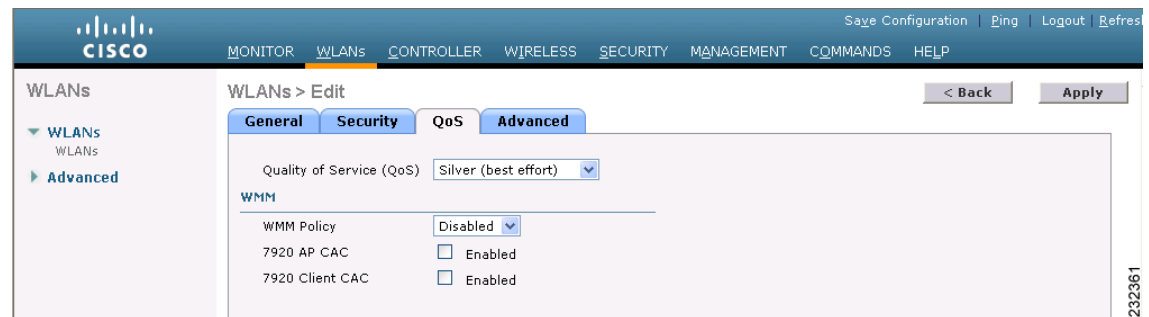 Save Configuration | Ping | Logout | Refresh
CISCO
MONITOR WLANs CONTROLLER WIRELESS SECURITY MANAGEMENT COMMANDS HELP
WLANs
WLANs > Edit
< Back
Apply
General Security QoS Advanced
WLANs
WLANs
Advanced
Quality of Service (QoS) Silver (best effort)
WMM
WMM Policy Disabled
7920 AP CAC Enabled
7920 Client CAC Enabled
232361